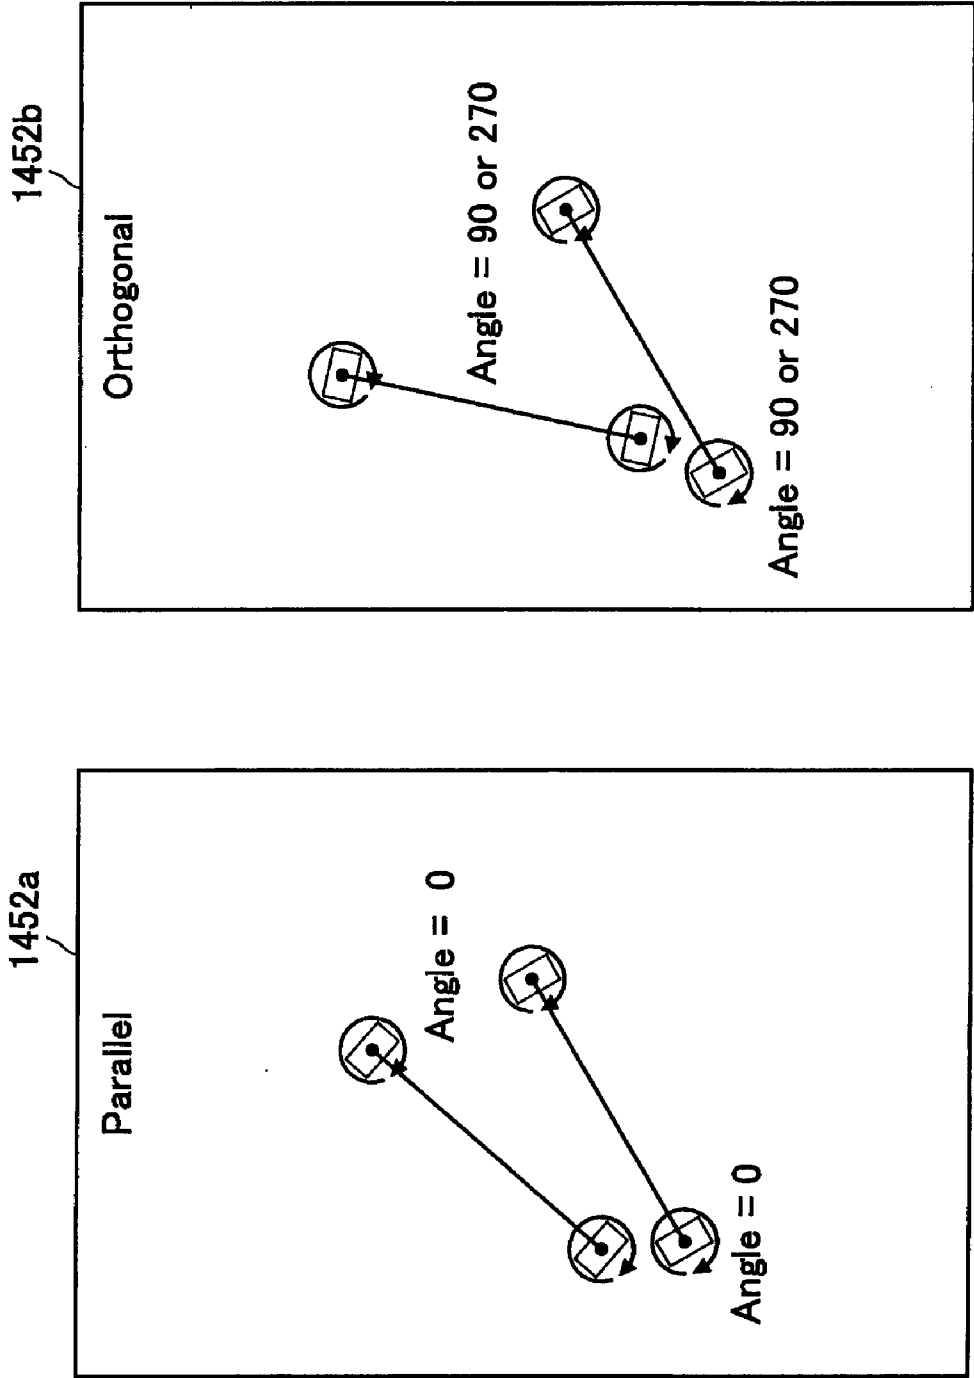 1452a
Parallel
Angle = 0
Angle = 0
1452b
Orthogonal
Angle = 90 or 270
Angle = 90 or 270